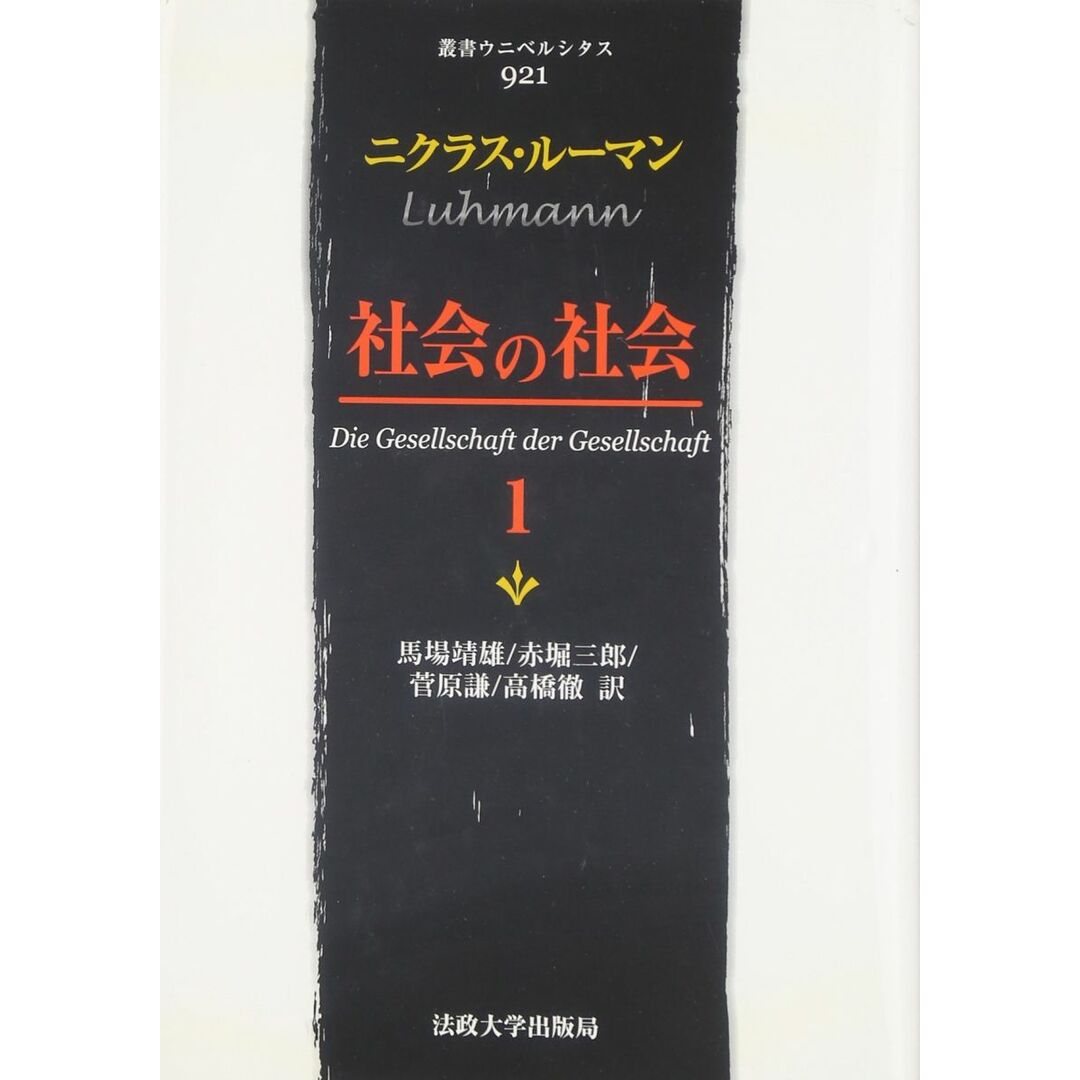 叢書ウニベルシタス
921
ニクラス・ルーマン
Luhmann
社会の社会
Die Gesellschaft der Gesellschaft
1
馬場靖雄/赤堀三郎/
菅原謙/高橋徹 訳
法政大学出版局